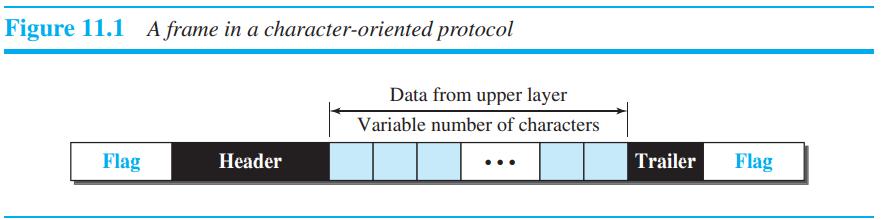 Figure 11.1 A frame in a character-oriented protocol
Data from upper layer
Variable number of characters
Flag Header ••• Trailer Flag